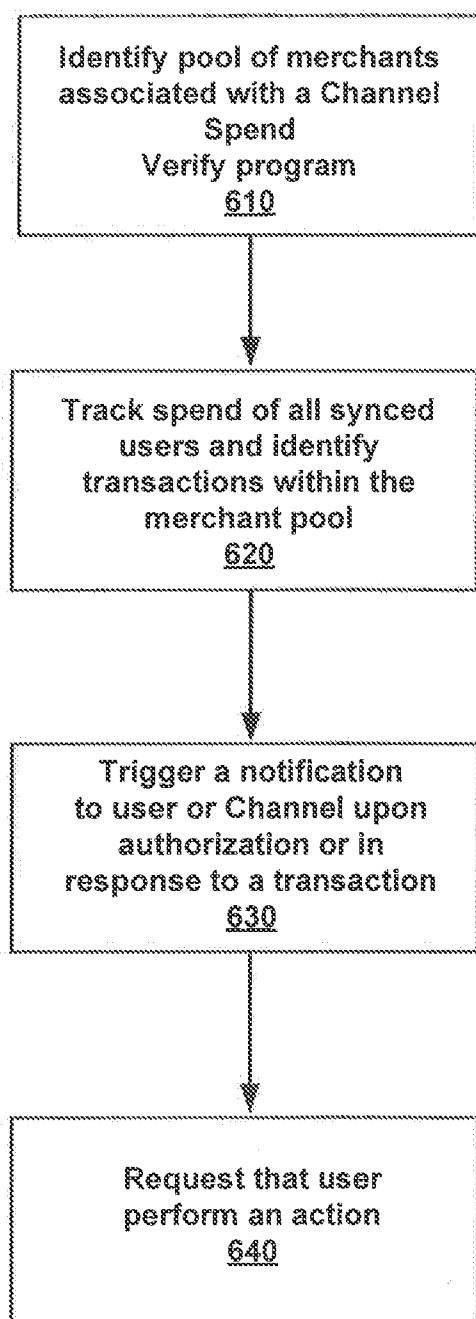 Identify pool of merchants
associated with a Channel
Spend
Verify program
610
Track spend of all synced
users and identify
transactions within the
merchant pool
620
Trigger a notification
to user or Channel upon
authorization or in
response to a transaction
630
Request that user
perform an action
640